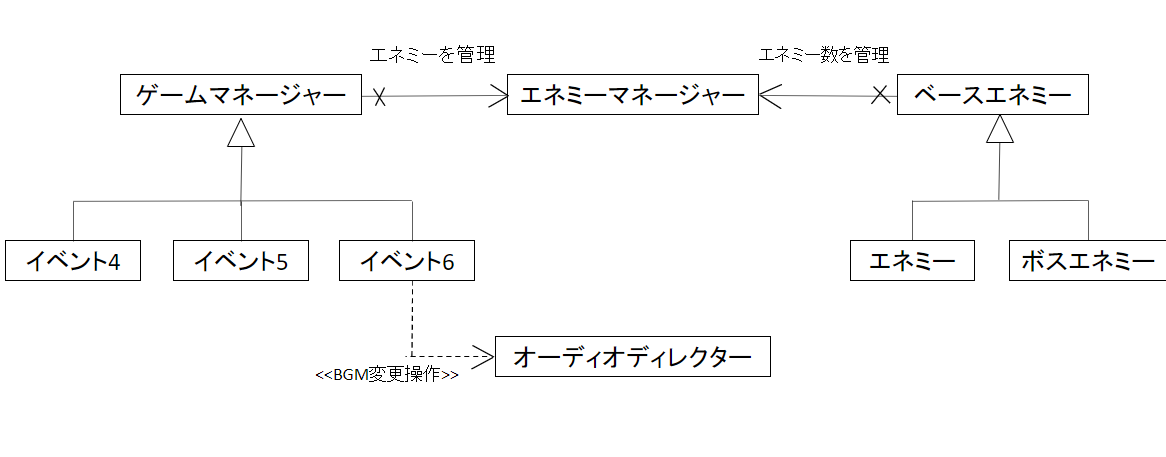 エネミーを管理
エネミー数を管理
ゲームマネージャー
エネミーマネージャー
ベースエネミー
イベント4
イベント5
イベント6
エネミー
ボスエネミー
オーディオディレクター
<<BGM変更操作>>